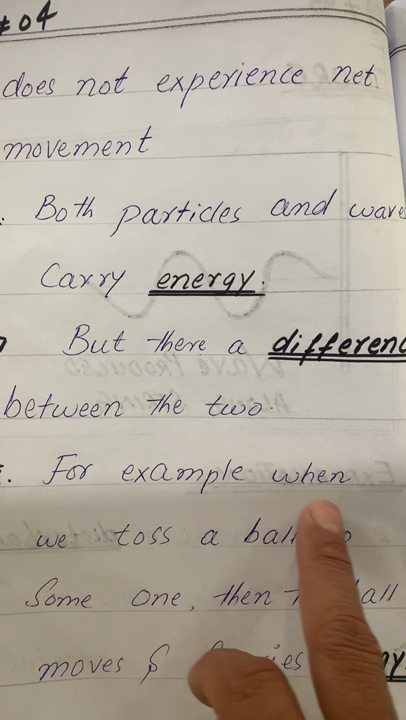 # 04
does not experience net
movement
Both particles and wave
Carry energy.
But there a differenc
between the two.
For example when
we toss a ball
Some one, then all
moves &